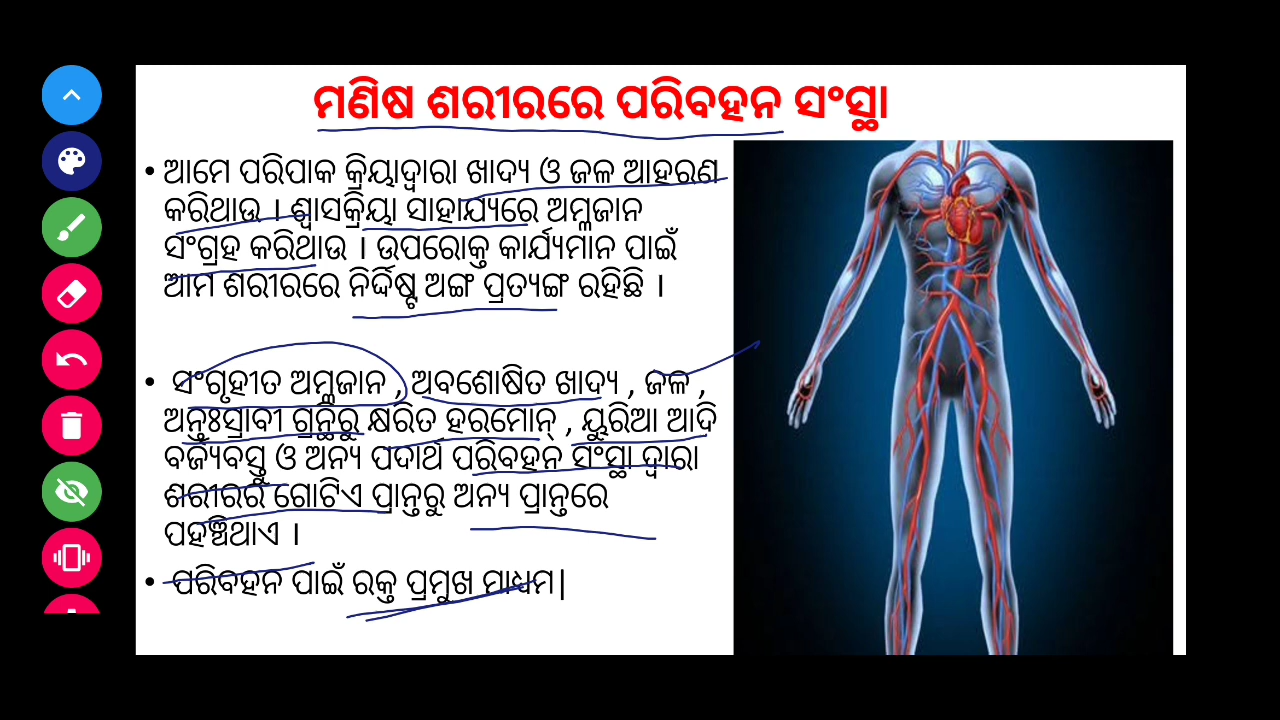 ମଣିଷ ଶରୀରରେ ପରିବହନ ସଂସ୍ଥା
• ଆମେ ପରିପାକ କ୍ରିୟାଦ୍ୱାରା ଖାଦ୍ୟ ଓ ଜଳ ଆହରଣ
କରିଥାଉ । ଶ୍ୱାସକ୍ରିୟା ସାହାଯ୍ୟରେ ଅମ୍ଳଜାନ
ସଂଗ୍ରହ କରିଥାଉ । ଉପରୋକ୍ତ କାର୍ଯ୍ୟମାନ ପାଇଁ
ଆମ ଶରୀରରେ ନିର୍ଦ୍ଦିଷ୍ଟ ଅଙ୍ଗ ପ୍ରତ୍ୟଙ୍ଗ ରହିଛି ।
• ସଂଗୃହୀତ ଅମ୍ଳଜାନ , ଅବଶୋଷିତ ଖାଦ୍ୟ , ଜଳ ,
ଅନ୍ତଃସ୍ରାବୀ ଗ୍ରନ୍ଥିରୁ କ୍ଷରିତ ହରମୋନ୍ , ୟୁରିଆ ଆଦି
ବର୍ଜ୍ୟବସ୍ତୁ ଓ ଅନ୍ୟ ପଦାର୍ଥ ପରିବହନ ସଂସ୍ଥା ଦ୍ୱାରା
ଶରୀରର ଗୋଟିଏ ପ୍ରାନ୍ତରୁ ଅନ୍ୟ ପ୍ରାନ୍ତରେ
ପହଞ୍ଚିଥାଏ ।
• ପରିବହନ ପାଇଁ ରକ୍ତ ପ୍ରମୁଖ ମାଧ୍ୟମ|